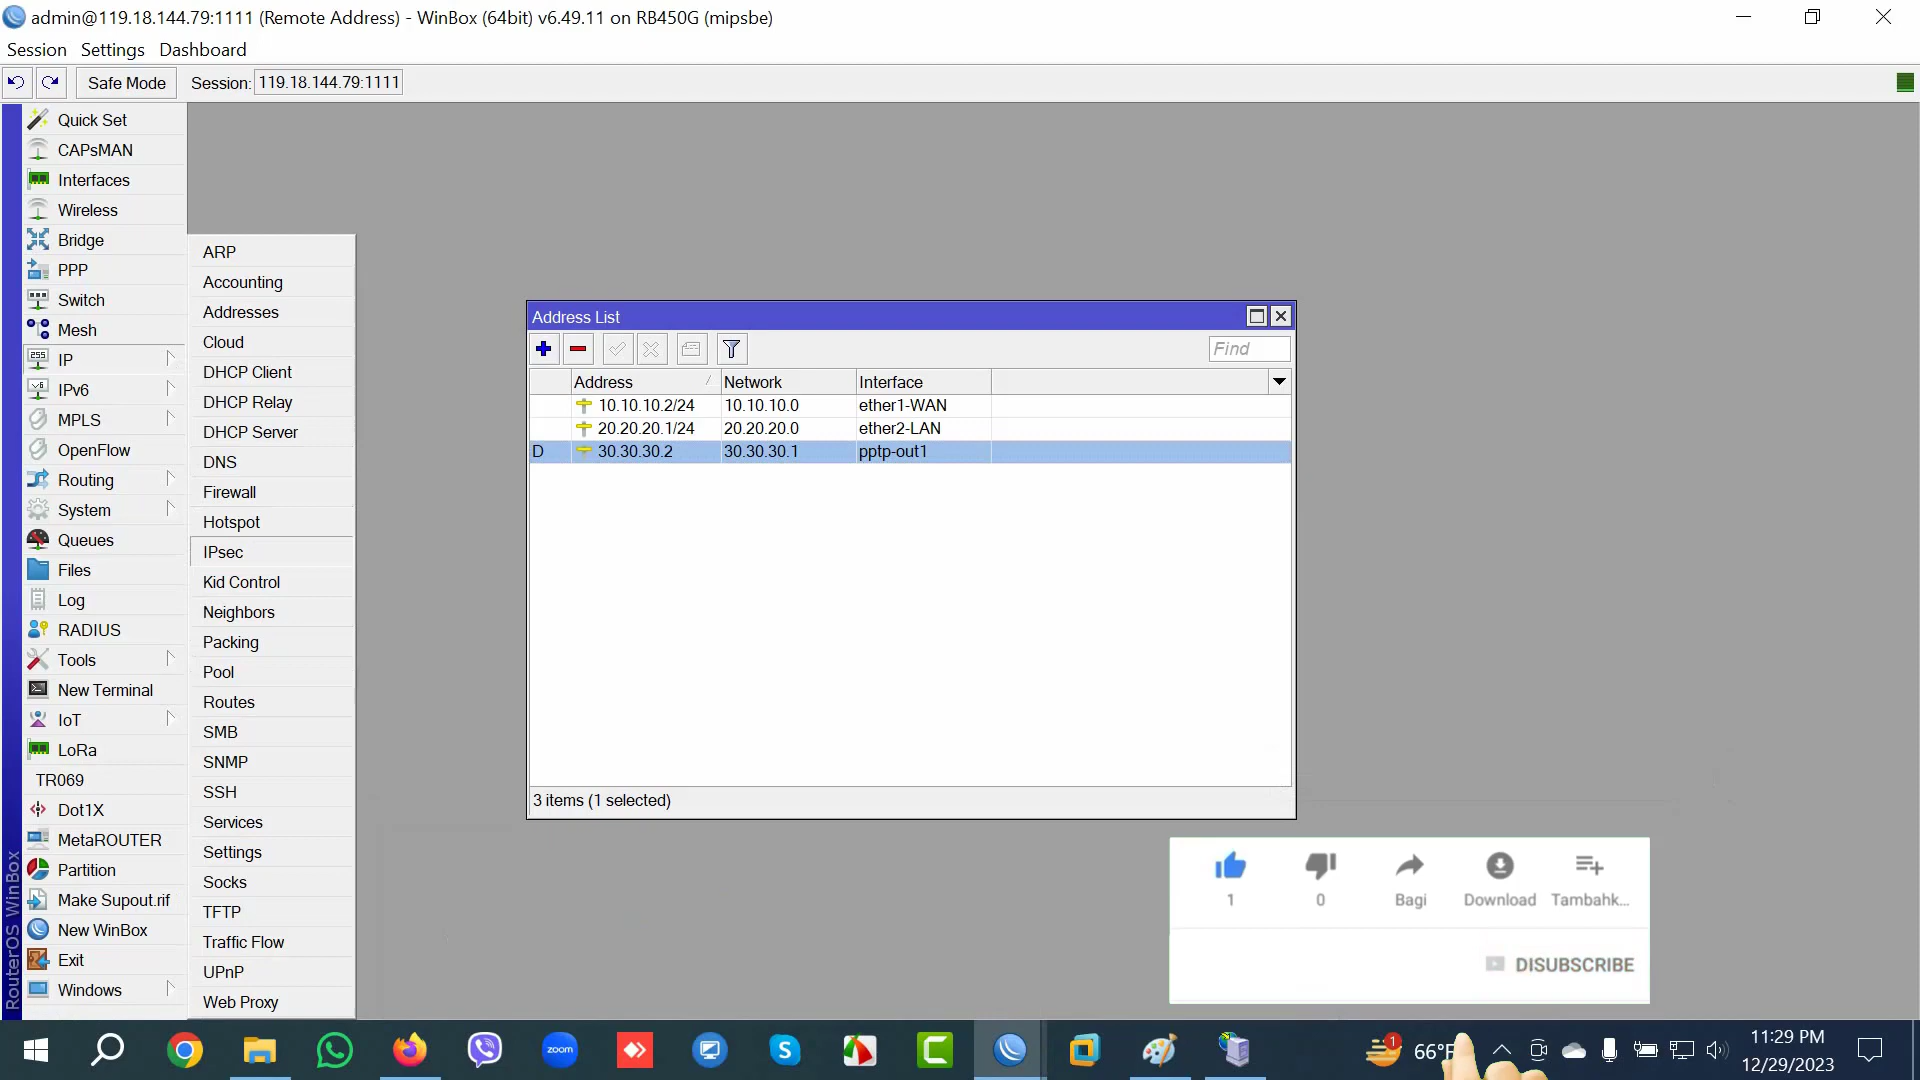 admin@119.18.144.79:1111 (Remote Address) - WinBox (64bit) v6.49.11 on RB450G (mipsbe)
Session Settings Dashboard
Safe Mode Session: 119.18.144.79:1111
Quick Set
CAPsMAN
Interfaces
Wireless
Bridge
PPP
Switch
Mesh
IP
IPv6
MPLS
OpenFlow
Routing
System
Queues
Files
Log
RADIUS
Tools
New Terminal
IoT
LoRa
TR069
Dot1X
MetaROUTER
Partition
Make Supout.rif
New WinBox
Exit
Windows
RouterOS WinBox
ARP
Accounting
Addresses
Cloud
DHCP Client
DHCP Relay
DHCP Server
DNS
Firewall
Hotspot
IPsec
Kid Control
Neighbors
Packing
Pool
Routes
SMB
SNMP
SSH
Services
Settings
Socks
TFTP
Traffic Flow
UPnP
Web Proxy
Address List
Find
Address Network Interface
10.10.10.2/24 10.10.10.0 ether1-WAN
20.20.20.1/24 20.20.20.0 ether2-LAN
D 30.30.30.2 30.30.30.1 pptp-out1
3 items (1 selected)
1 0 Bagi Download Tambahk...
DISUBSCRIBE
zoom
1
66°F
11:29 PM
12/29/2023